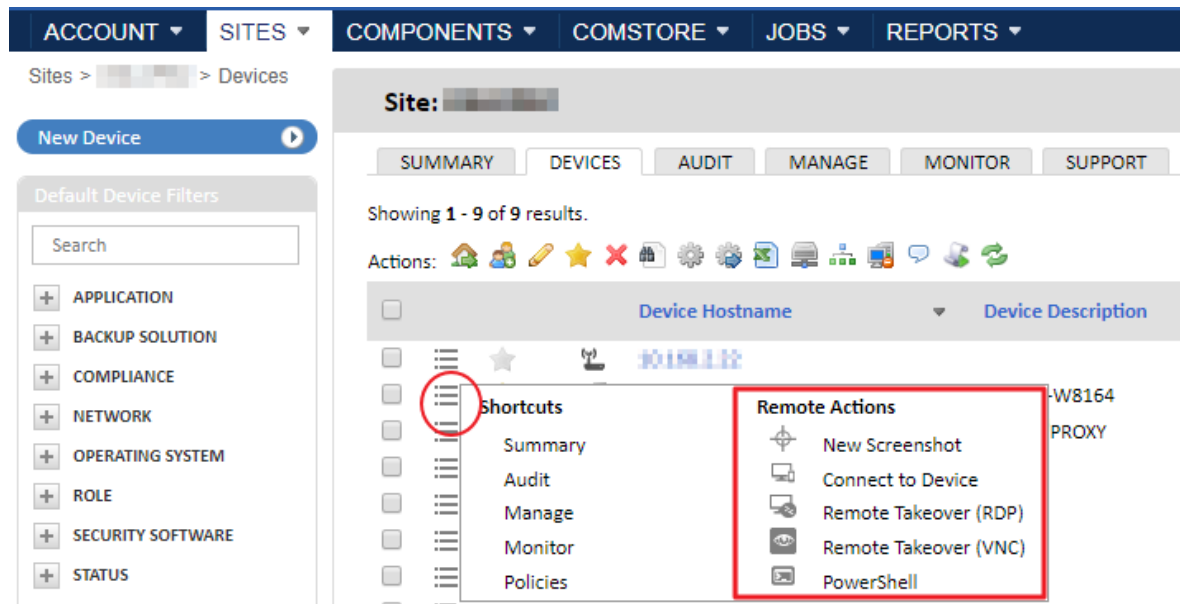 ACCOUNT SITES COMPONENTS COMSTORE JOBS REPORTS
Sites > > Devices
Site:
New Device
SUMMARY DEVICES AUDIT MANAGE MONITOR SUPPORT
Default Device Filters
Search
Showing 1 - 9 of 9 results.
Actions:
APPLICATION
BACKUP SOLUTION
COMPLIANCE
NETWORK
OPERATING SYSTEM
ROLE
SECURITY SOFTWARE
STATUS
Device Hostname Device Description
-W8164
PROXY
Shortcuts
Summary
Audit
Manage
Monitor
Policies
Remote Actions
New Screenshot
Connect to Device
Remote Takeover (RDP)
Remote Takeover (VNC)
PowerShell